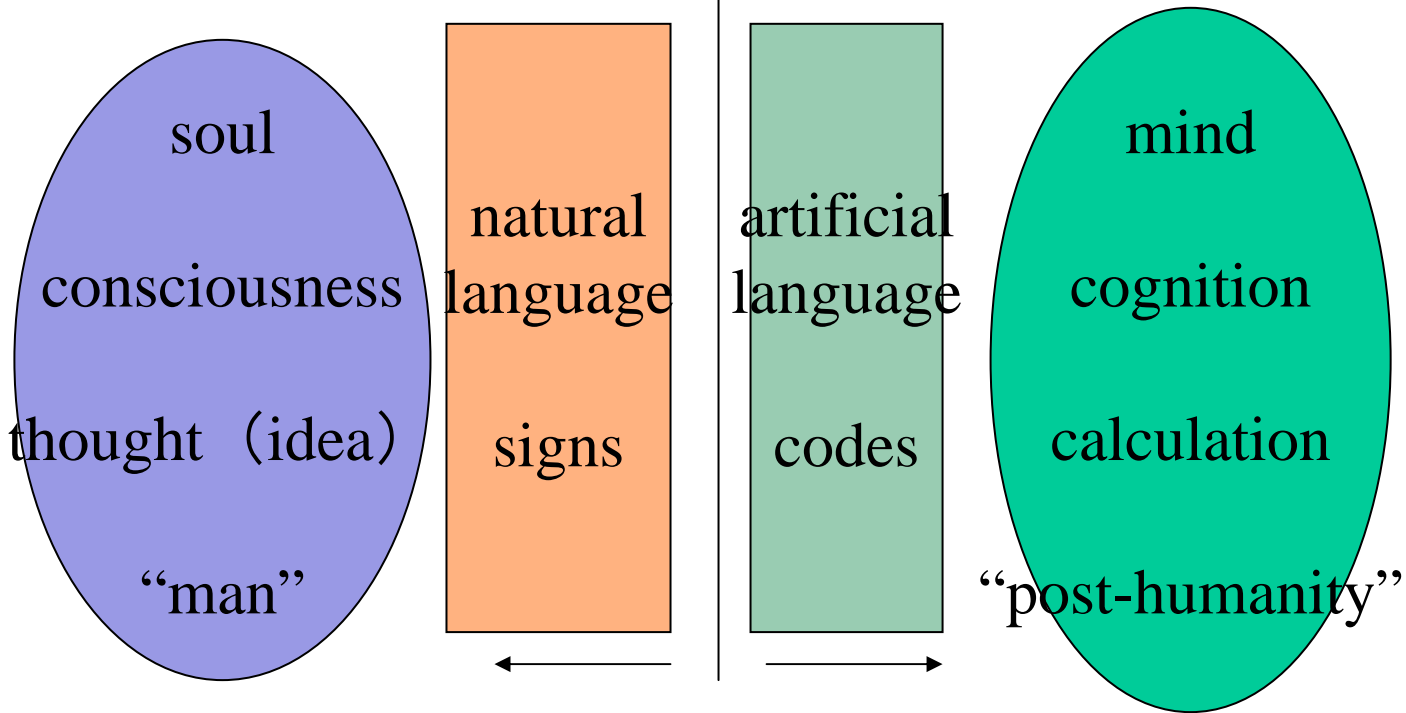 soul
consciousness
thought（idea）
“man”
natural
language
signs
artificial
language
codes
mind
cognition
calculation
“post-humanity”